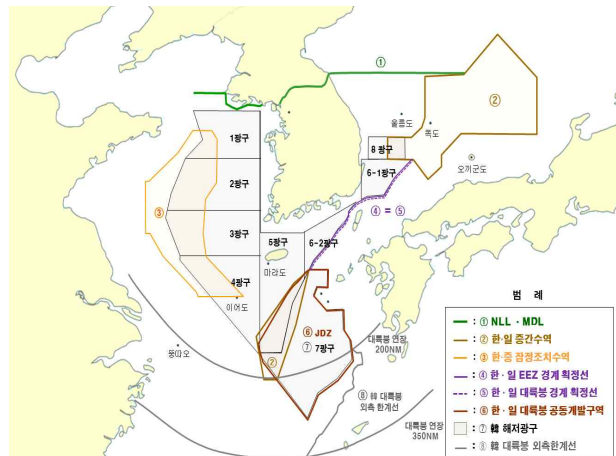 ①
②
울릉도
독도
1광구
8 광구
오끼군도
6-1광구
2광구
③
④ = ⑤
3광구
5광구
6-2광구
마라도
4광구
이어도
범 례
⑥ JDZ
⑦ 7광구
: ① NLL · MDL
: ② 한·일 중간수역
: ③ 한·중 잠정조치수역
: ④ 한·일 EEZ 경계 획정선
: ⑤ 한·일 대륙붕 경계 획정선
: ⑥ 한·일 대륙붕 공동개발구역
: ⑦ 韓 해저광구
: ⑧ 韓 대륙붕 외측한계선
뚱따오
②
대륙붕 연장
200NM
⑧ 韓 대륙붕
외측 한계선
대륙붕 연장
350NM